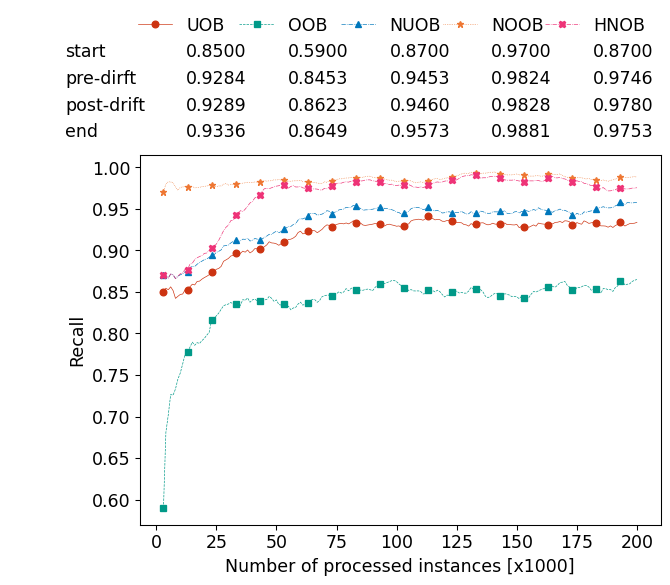 UOB OOB NUOB NOOB HNOB
start 0.8500 0.5900 0.8700 0.9700 0.8700
pre-dirft 0.9284 0.8453 0.9453 0.9824 0.9746
post-drift 0.9289 0.8623 0.9460 0.9828 0.9780
end 0.9336 0.8649 0.9573 0.9881 0.9753
1.00
0.95
0.90
0.85
0.80
0.75
0.70
0.65
0.60
Recall
0 25 50 75 100 125 150 175 200
Number of processed instances [x1000]